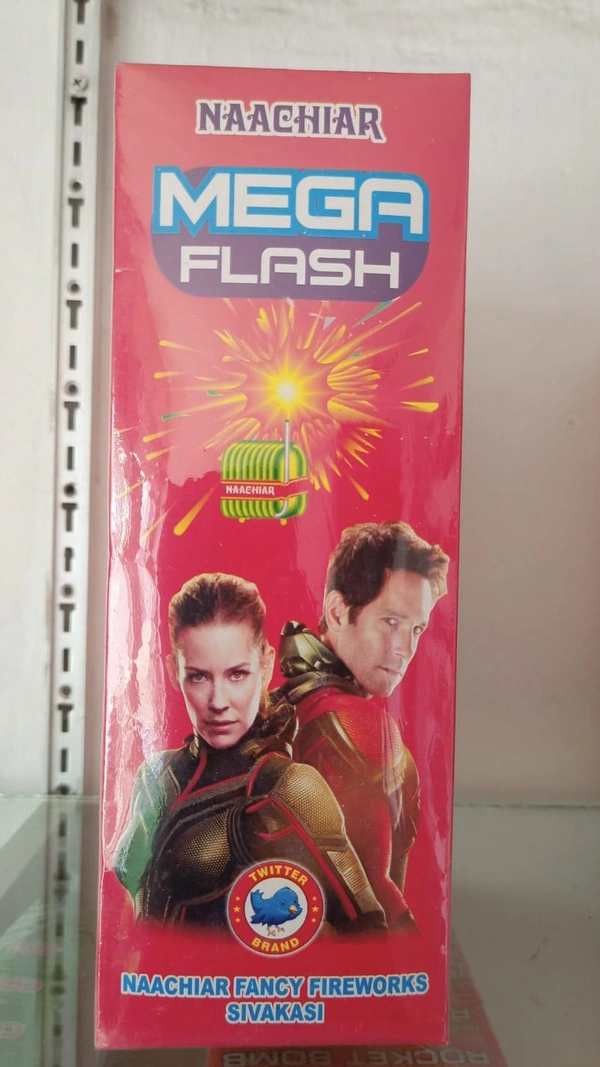 NAACHIAR
MEGA
FLASH
NAACHIAR
TWITTER
BRAND
NAACHIAR FANCY FIREWORKS
SIVAKASI
ROCKET BOMB